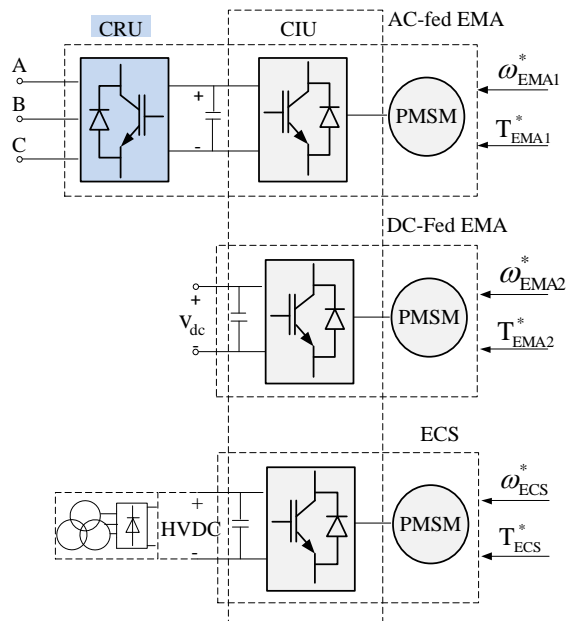 AC-fed EMA
CRU
CIU
A
B
C
+
-
PMSM
ω*EMA1
T*EMA1
DC-Fed EMA
+
vdc
-
PMSM
ω*EMA2
T*EMA2
ECS
+
HVDC
-
PMSM
ω*ECS
T*ECS